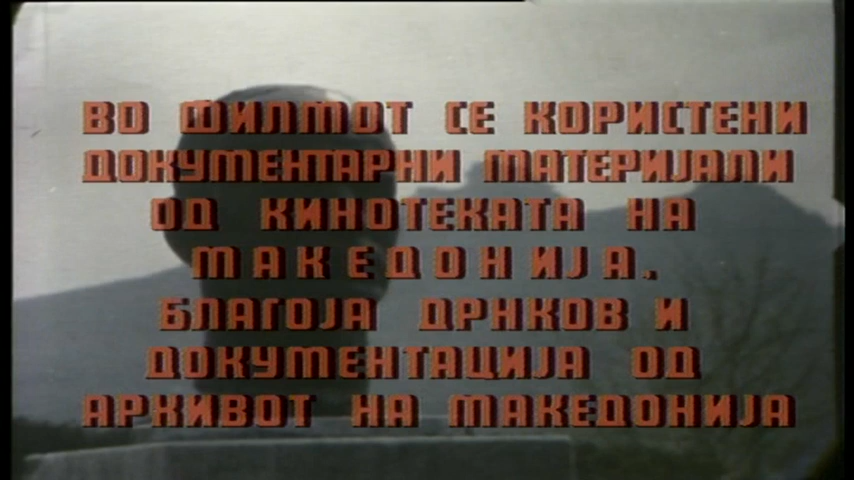 ВО ФИЛМОТ СЕ КОРИСТЕНИ
ДОКУМЕНТАРНИ МАТЕРИЈАЛИ
ОД КИНОТЕКАТА НА
МАКЕДОНИЈА,
БЛАГОЈА ДРНКОВ И
ДОКУМЕНТАЦИЈА ОД
АРХИВОТ НА МАКЕДОНИЈА